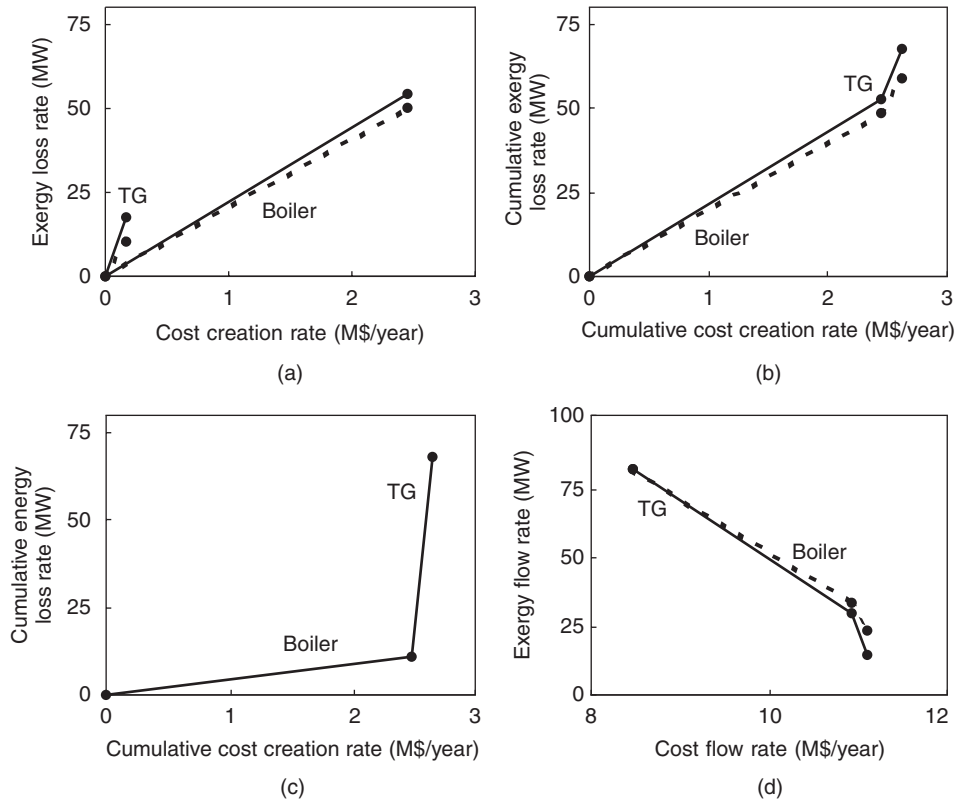 75
50
25
0
Exergy loss rate (MW)
TG
Boiler
0 1 2 3
Cost creation rate (M$/year)
(a)
75
50
25
0
Cumulative exergy
loss rate (MW)
TG
Boiler
0 1 2 3
Cumulative cost creation rate (M$/year)
(b)
75
50
25
0
Cumulative energy
loss rate (MW)
TG
Boiler
0 1 2 3
Cumulative cost creation rate (M$/year)
(c)
100
75
50
25
0
Exergy flow rate (MW)
TG
Boiler
8 10 12
Cost flow rate (M$/year)
(d)